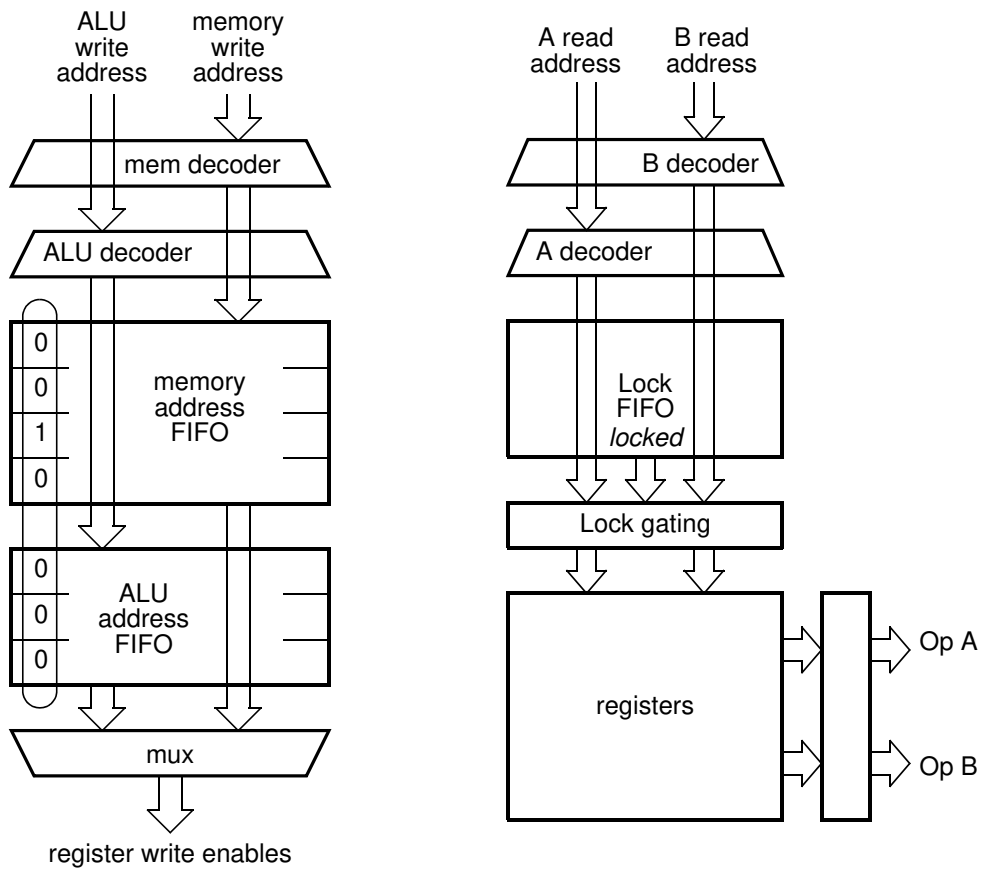 ALU
write
address
memory
write
address
mem decoder
ALU decoder
0
0
1
0
memory
address
FIFO
0
0
0
ALU
address
FIFO
mux
register write enables
A read
address
B read
address
B decoder
A decoder
Lock
FIFO
locked
Lock gating
registers
Op A
Op B